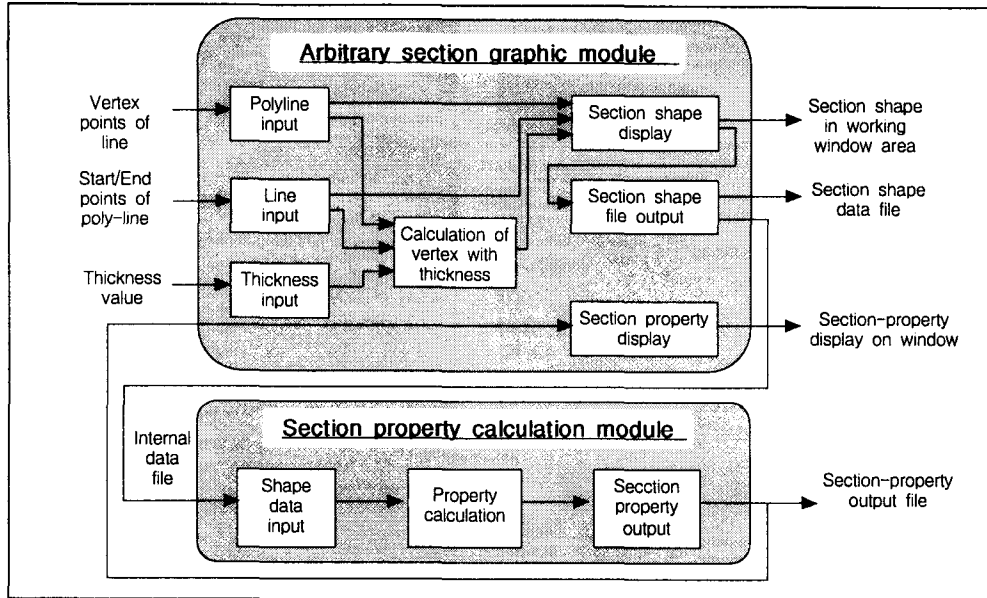 Arbitrary section graphic module
Vertex
points of
line
Polyline
input
Section shape
display
Section shape
in working
window area
Start/End
points of
poly-line
Line
input
Calculation of
vertex with
thickness
Section shape
file output
Section shape
data file
Thickness
value
Thickness
input
Section property
display
Section-property
display on window
Section property calculation module
Internal
data
file
Shape
data
input
Property
calculation
Secction
property
output
Section-property
output file